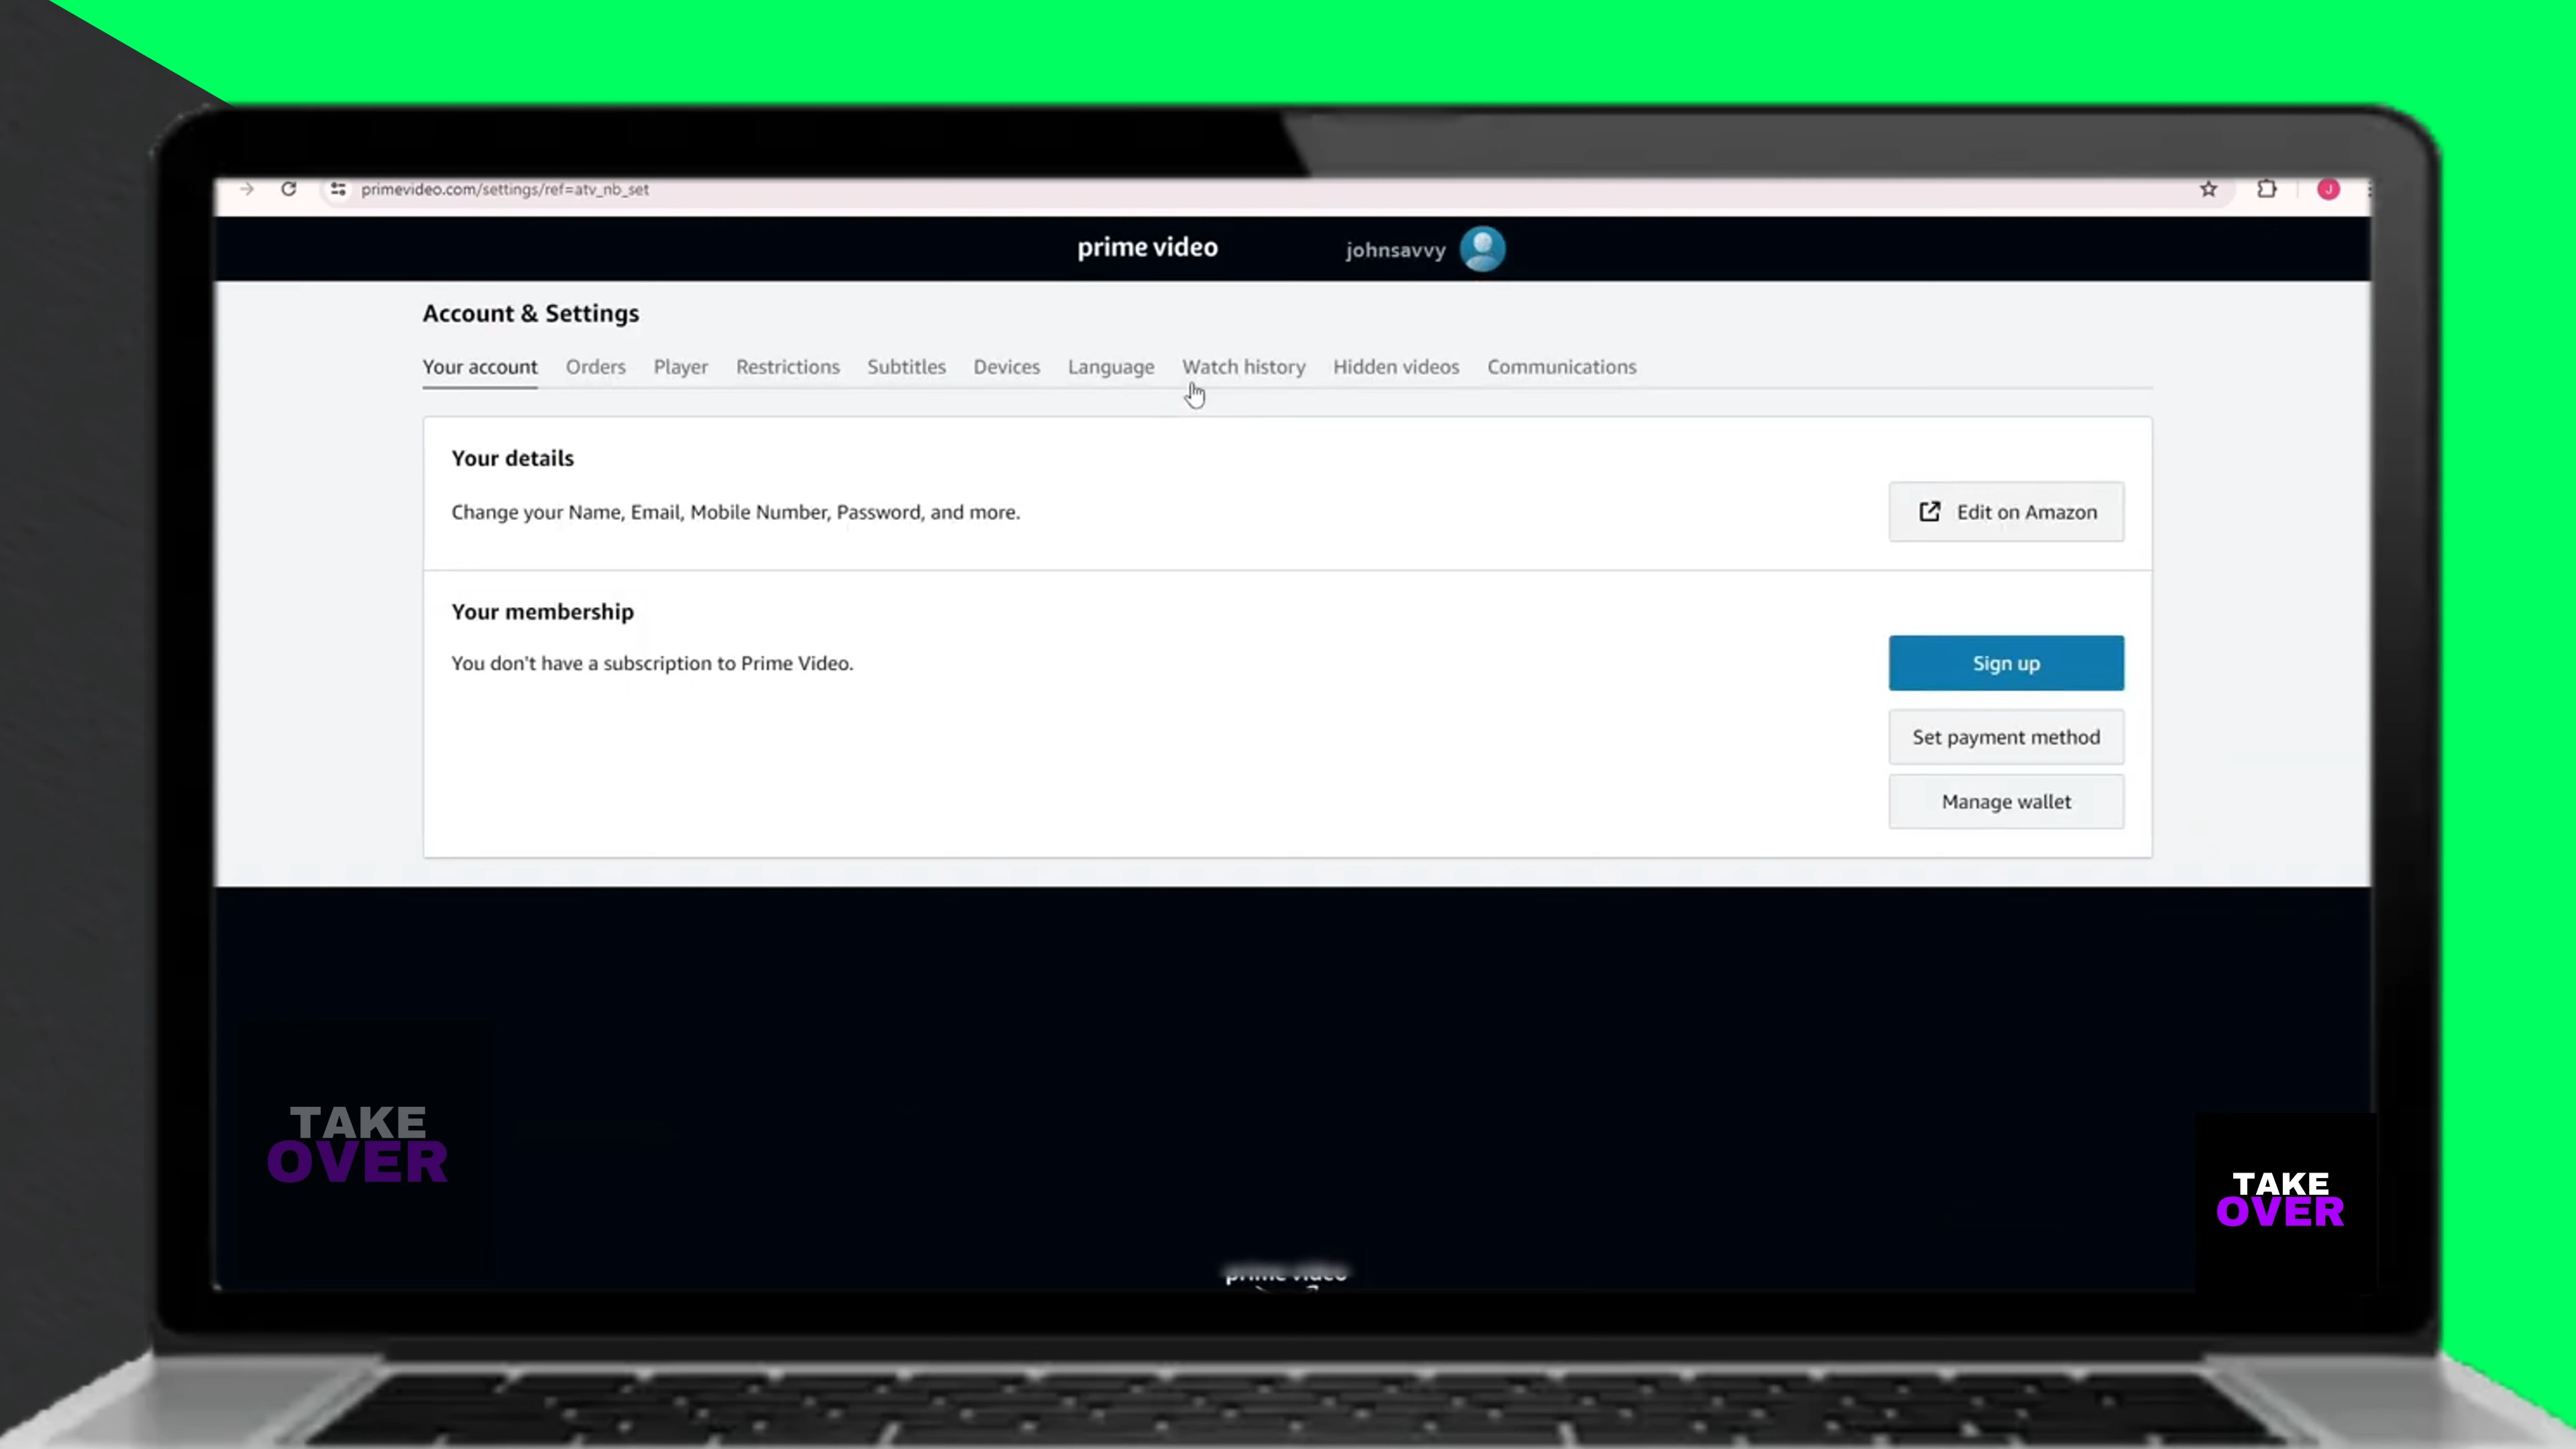 primevideo.com/settings/ref=atv_nb_set
J
prime video
johnsavvy
Account & Settings
Your account Orders Player Restrictions Subtitles Devices Language Watch history Hidden videos Communications
Your details
Change your Name, Email, Mobile Number, Password, and more.
Edit on Amazon
Your membership
You don't have a subscription to Prime Video.
Sign up
Set payment method
Manage wallet
TAKE
OVER
TAKE
OVER
prime video